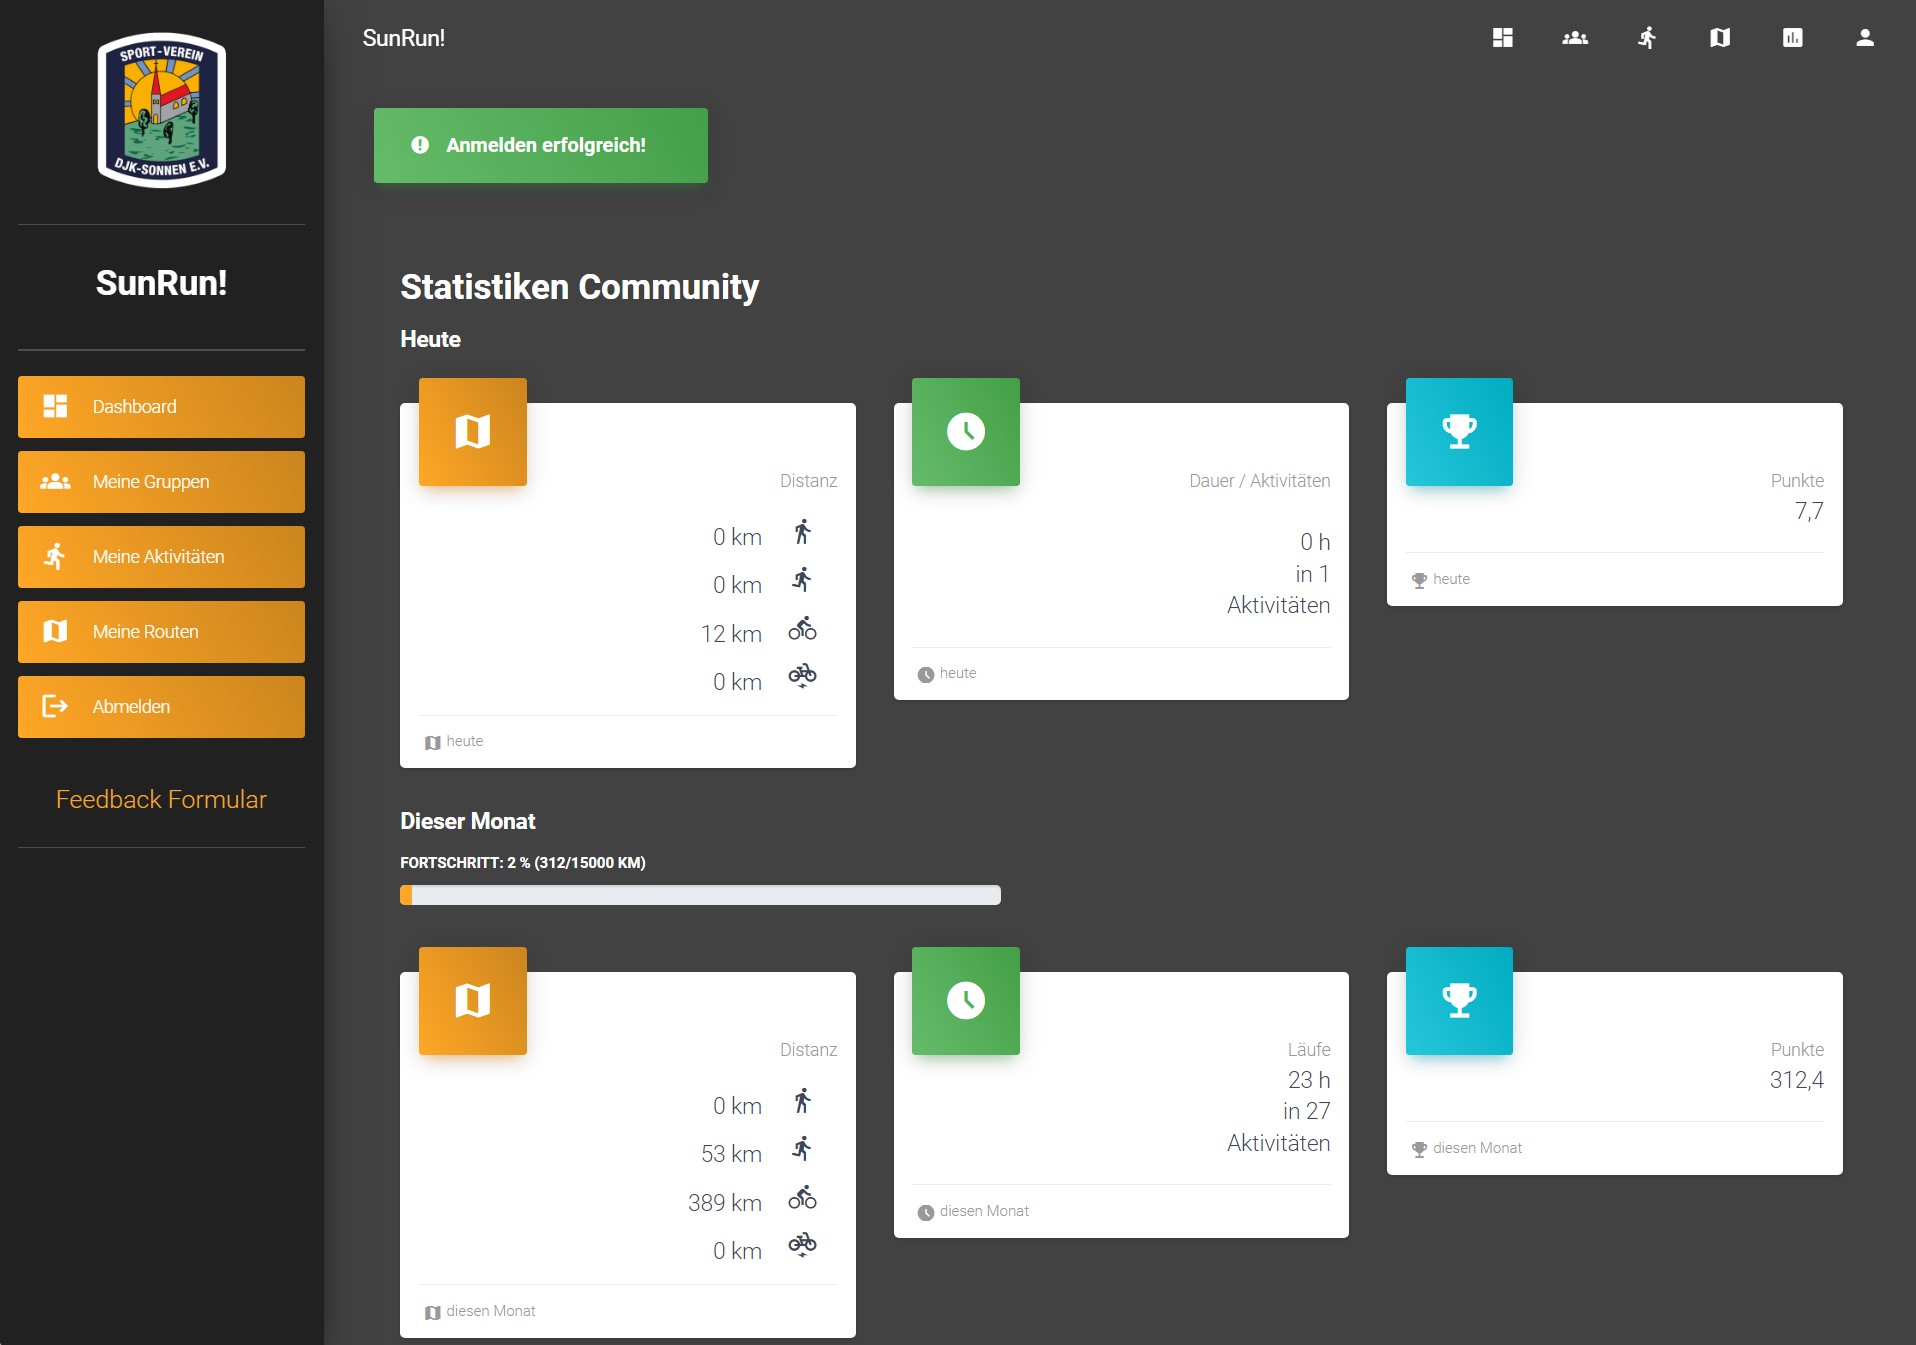 SPORT-VEREIN
DJK-SONNEN E.V.
SunRun!
Dashboard
Meine Gruppen
Meine Aktivitäten
Meine Routen
Abmelden
Feedback Formular
SunRun!
Anmelden erfolgreich!
Statistiken Community
Heute
Distanz
0 km
0 km
12 km
0 km
heute
Dauer / Aktivitäten
0 h
in 1
Aktivitäten
heute
Punkte
7,7
heute
Dieser Monat
FORTSCHRITT: 2 % (312/15000 KM)
Distanz
0 km
53 km
389 km
0 km
diesen Monat
Läufe
23 h
in 27
Aktivitäten
diesen Monat
Punkte
312,4
diesen Monat